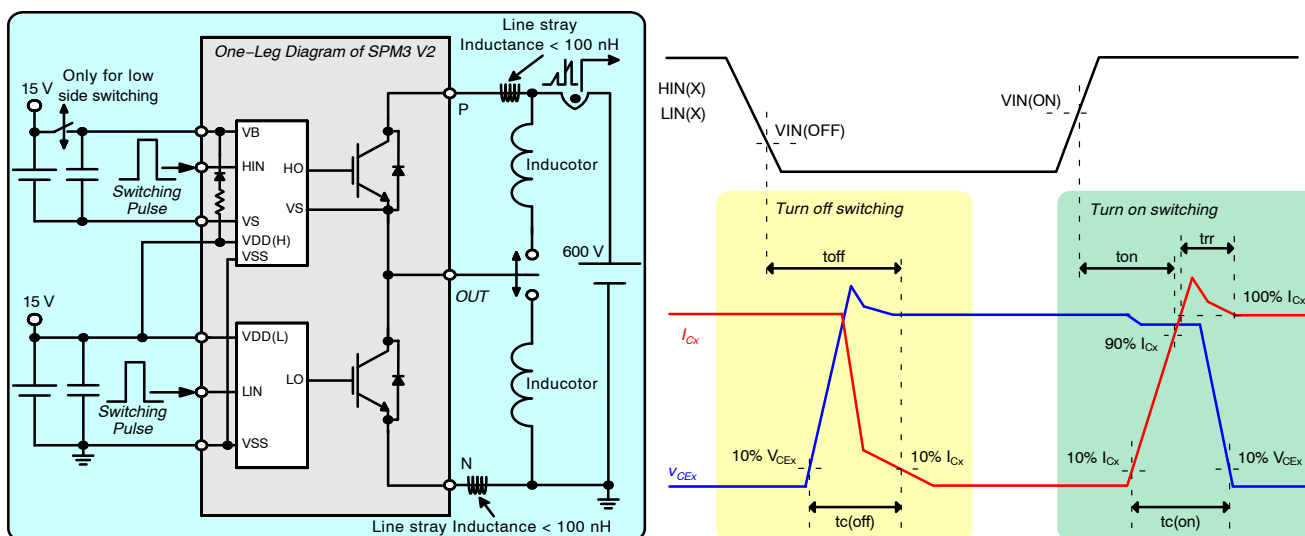 One−Leg Diagram of SPM3 V2
Line stray
Inductance < 100 nH
Only for low
side switching
15 V
P
VB
HIN
HO
VS
VS
VDD(H)
VSS
Switching
Pulse
Inducotor
600 V
OUT
15 V
VDD(L)
LIN
LO
VSS
Switching
Pulse
Inducotor
N
Line stray Inductance < 100 nH
HIN(X)
LIN(X)
VIN(OFF)
VIN(ON)
Turn off switching
Turn on switching
toff
ton
trr
ICx
100% ICx
90% ICx
vCEx
10% VCEx
10% ICx
10% ICx
10% VCEx
tc(off)
tc(on)